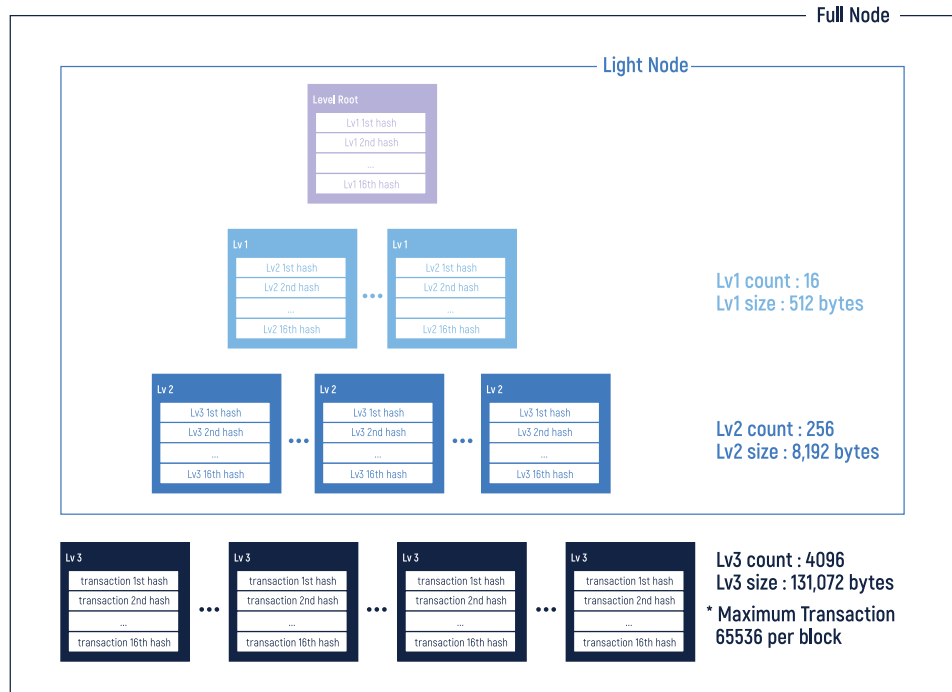 Full Node
Light Node
Level Root
Lv1 1st hash
Lv1 2nd hash
...
Lv1 16th hash
Lv 1
Lv2 1st hash
Lv2 2nd hash
...
Lv2 16th hash
•••
Lv 1
Lv2 1st hash
Lv2 2nd hash
...
Lv2 16th hash
Lv1 count : 16
Lv1 size : 512 bytes
Lv 2
Lv3 1st hash
Lv3 2nd hash
...
Lv3 16th hash
•••
Lv 2
Lv3 1st hash
Lv3 2nd hash
...
Lv3 16th hash
•••
Lv 2
Lv3 1st hash
Lv3 2nd hash
...
Lv3 16th hash
Lv2 count : 256
Lv2 size : 8,192 bytes
Lv 3
transaction 1st hash
transaction 2nd hash
...
transaction 16th hash
•••
Lv 3
transaction 1st hash
transaction 2nd hash
...
transaction 16th hash
•••
Lv 3
transaction 1st hash
transaction 2nd hash
...
transaction 16th hash
•••
Lv 3
transaction 1st hash
transaction 2nd hash
...
transaction 16th hash
Lv3 count : 4096
Lv3 size : 131,072 bytes
* Maximum Transaction
65536 per block